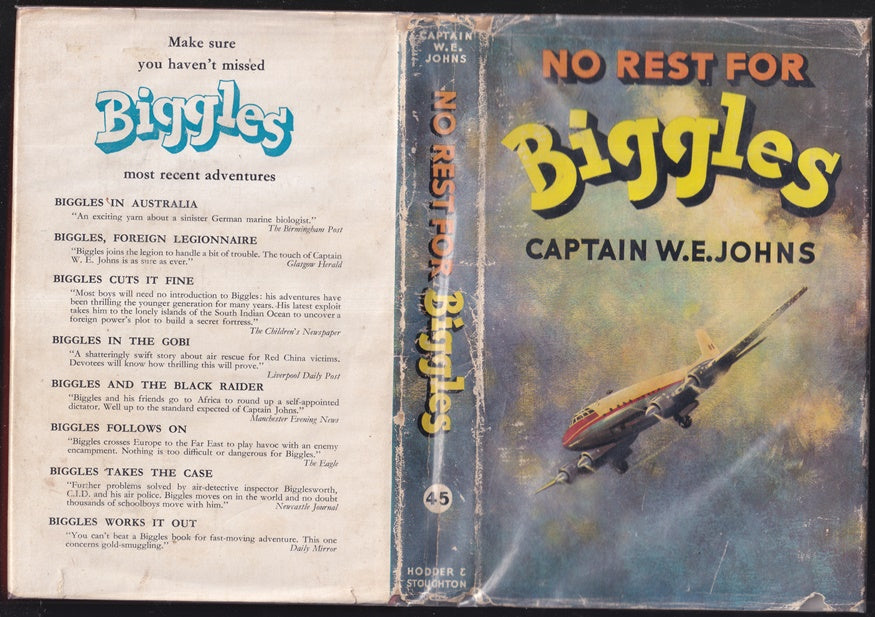 Make sure
you haven't missed
Biggles
most recent adventures
BIGGLES IN AUSTRALIA
"An exciting yarn about a sinister German marine biologist."
The Birmingham Post
BIGGLES, FOREIGN LEGIONNAIRE
"Biggles joins the legion to handle a bit of trouble. The touch of Captain
W. E. Johns is as sure as ever."
Glasgow Herald
BIGGLES CUTS IT FINE
"Most boys will need no introduction to Biggles: his adventures have
been thrilling the younger generation for many years. His latest exploit
takes him to the lonely islands of the South Indian Ocean to uncover a
foreign power's plot to build a secret fortress."
The Children's Newspaper
BIGGLES IN THE GOBI
"A shatteringly swift story about air rescue for Red China victims.
Devotees will know how thrilling this will prove."
Liverpool Daily Post
BIGGLES AND THE BLACK RAIDER
"Biggles and his friends go to Africa to round up a self-appointed
dictator. Well up to the standard expected of Captain Johns."
Manchester Evening News
BIGGLES FOLLOWS ON
"Biggles crosses Europe to the Far East to play havoc with an enemy
encampment. Nothing is too difficult or dangerous for Biggles."
The Eagle
BIGGLES TAKES THE CASE
"Further problems solved by air-detective inspector Bigglesworth,
C.I.D. and his air police. Biggles moves on in the world and no doubt
thousands of schoolboys move with him."
Newcastle Journal
BIGGLES WORKS IT OUT
"You can't beat a Biggles book for fast-moving adventure. This one
concerns gold-smuggling."
Daily Mirror
CAPTAIN
W.E.
JOHNS
NO REST FOR Biggles
45
HODDER &
STOUGHTON
NO REST FOR
Biggles
CAPTAIN W.E.JOHNS